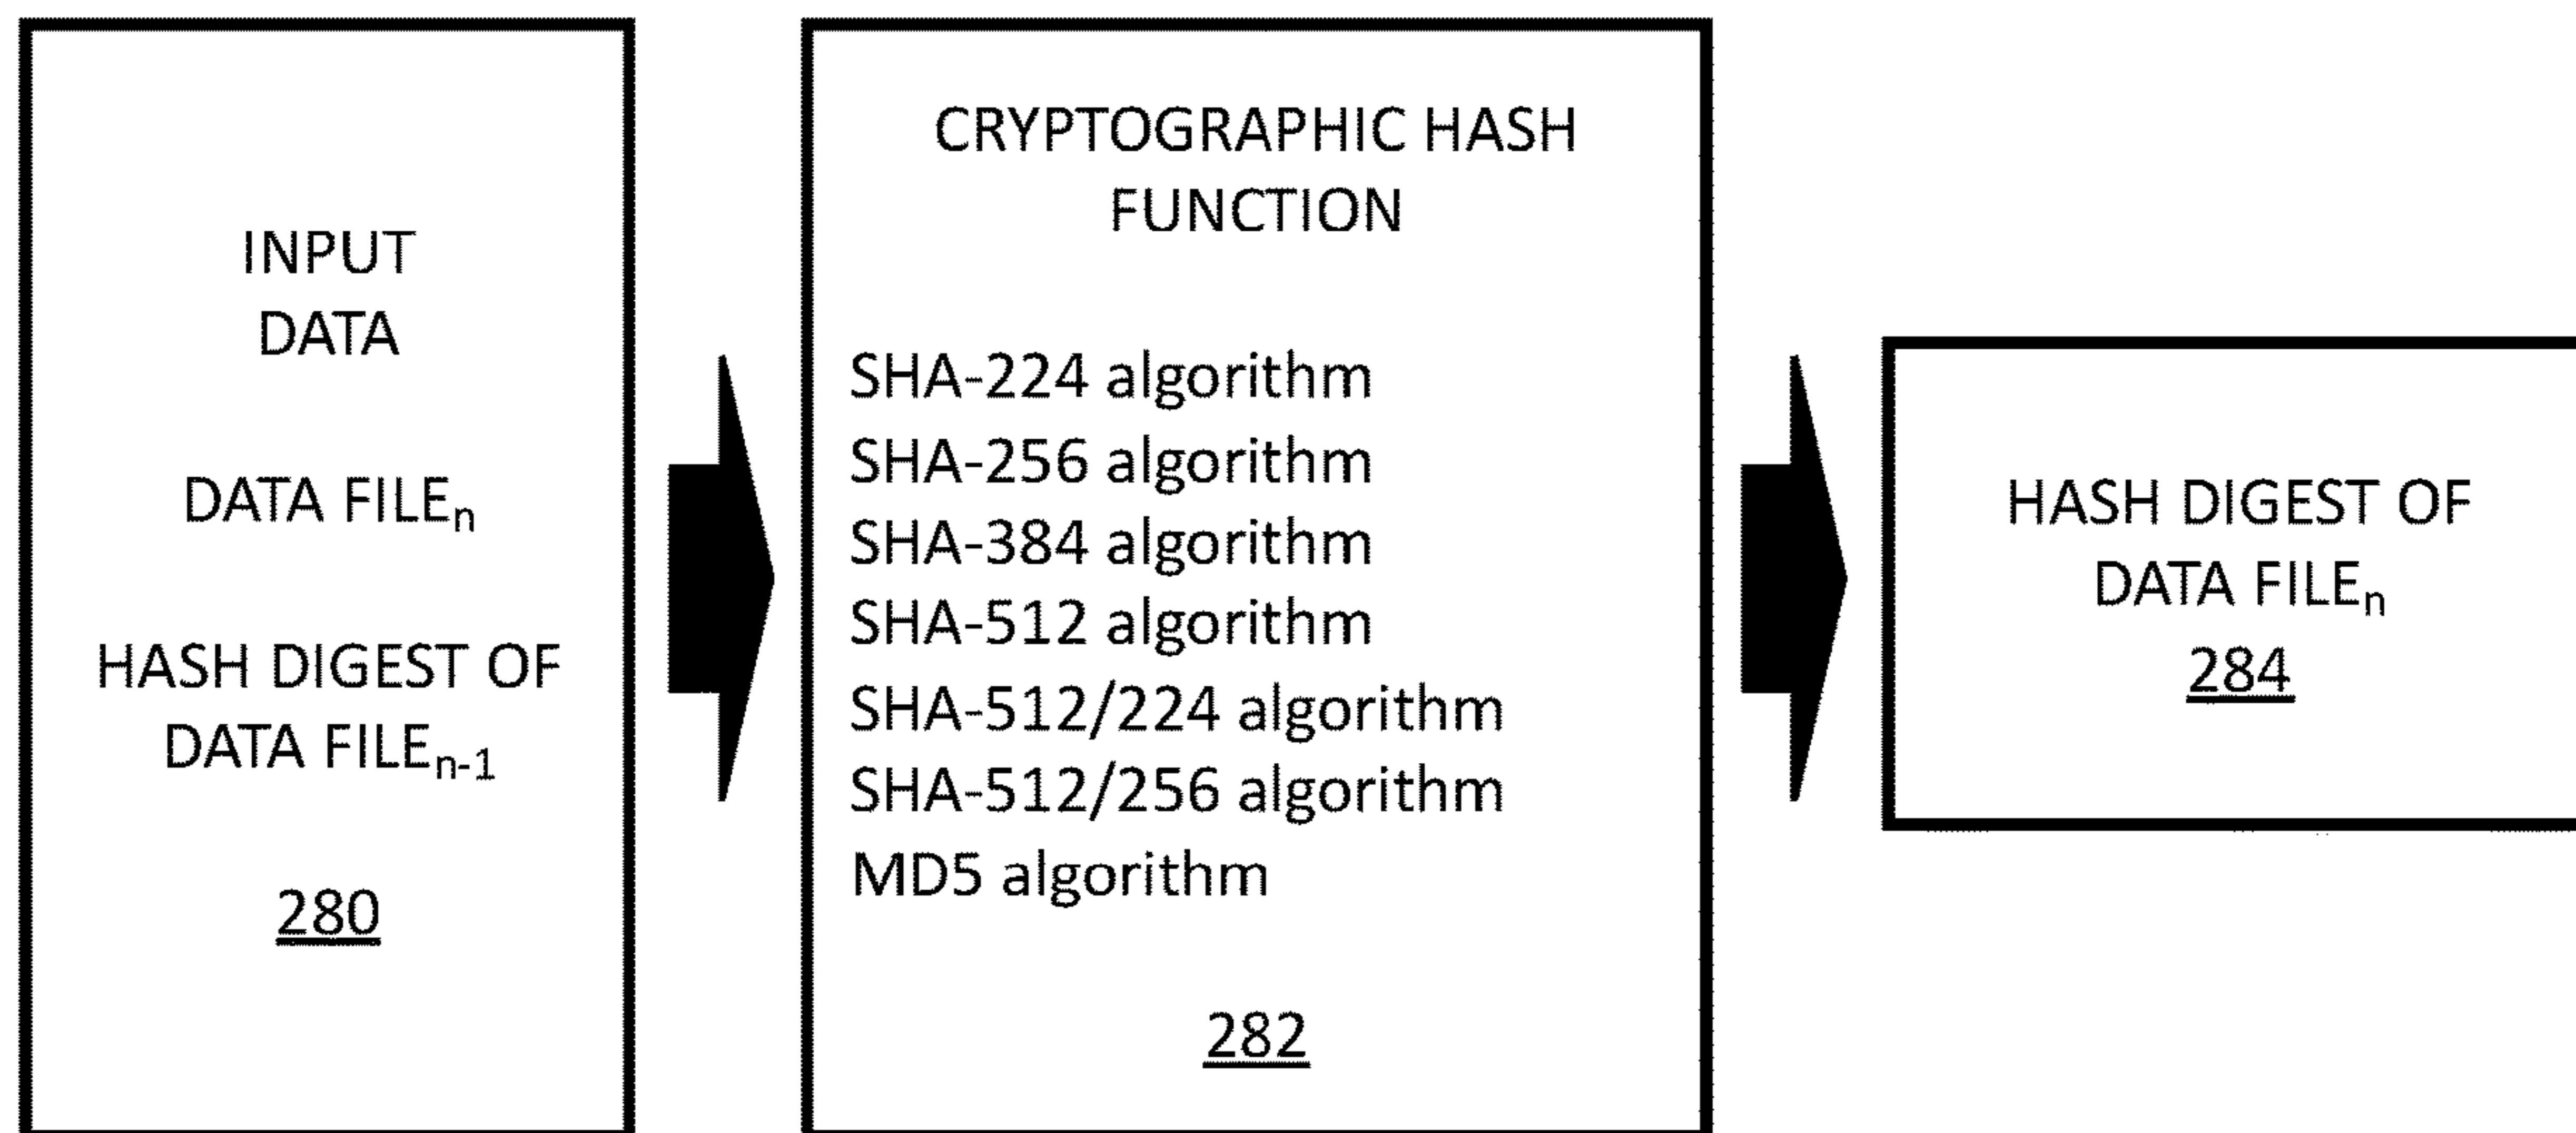 INPUT
DATA
DATA FILEn
HASH DIGEST OF
DATA FILEn-1
280
CRYPTOGRAPHIC HASH
FUNCTION
SHA-224 algorithm
SHA-256 algorithm
SHA-384 algorithm
SHA-512 algorithm
SHA-512/224 algorithm
SHA-512/256 algorithm
MD5 algorithm
282
HASH DIGEST OF
DATA FILEn
284